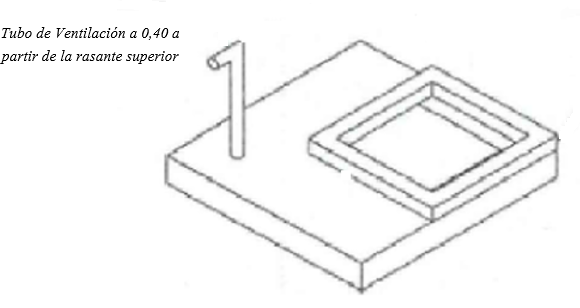 Tubo de Ventilación a 0,40 a
partir de la rasante superior